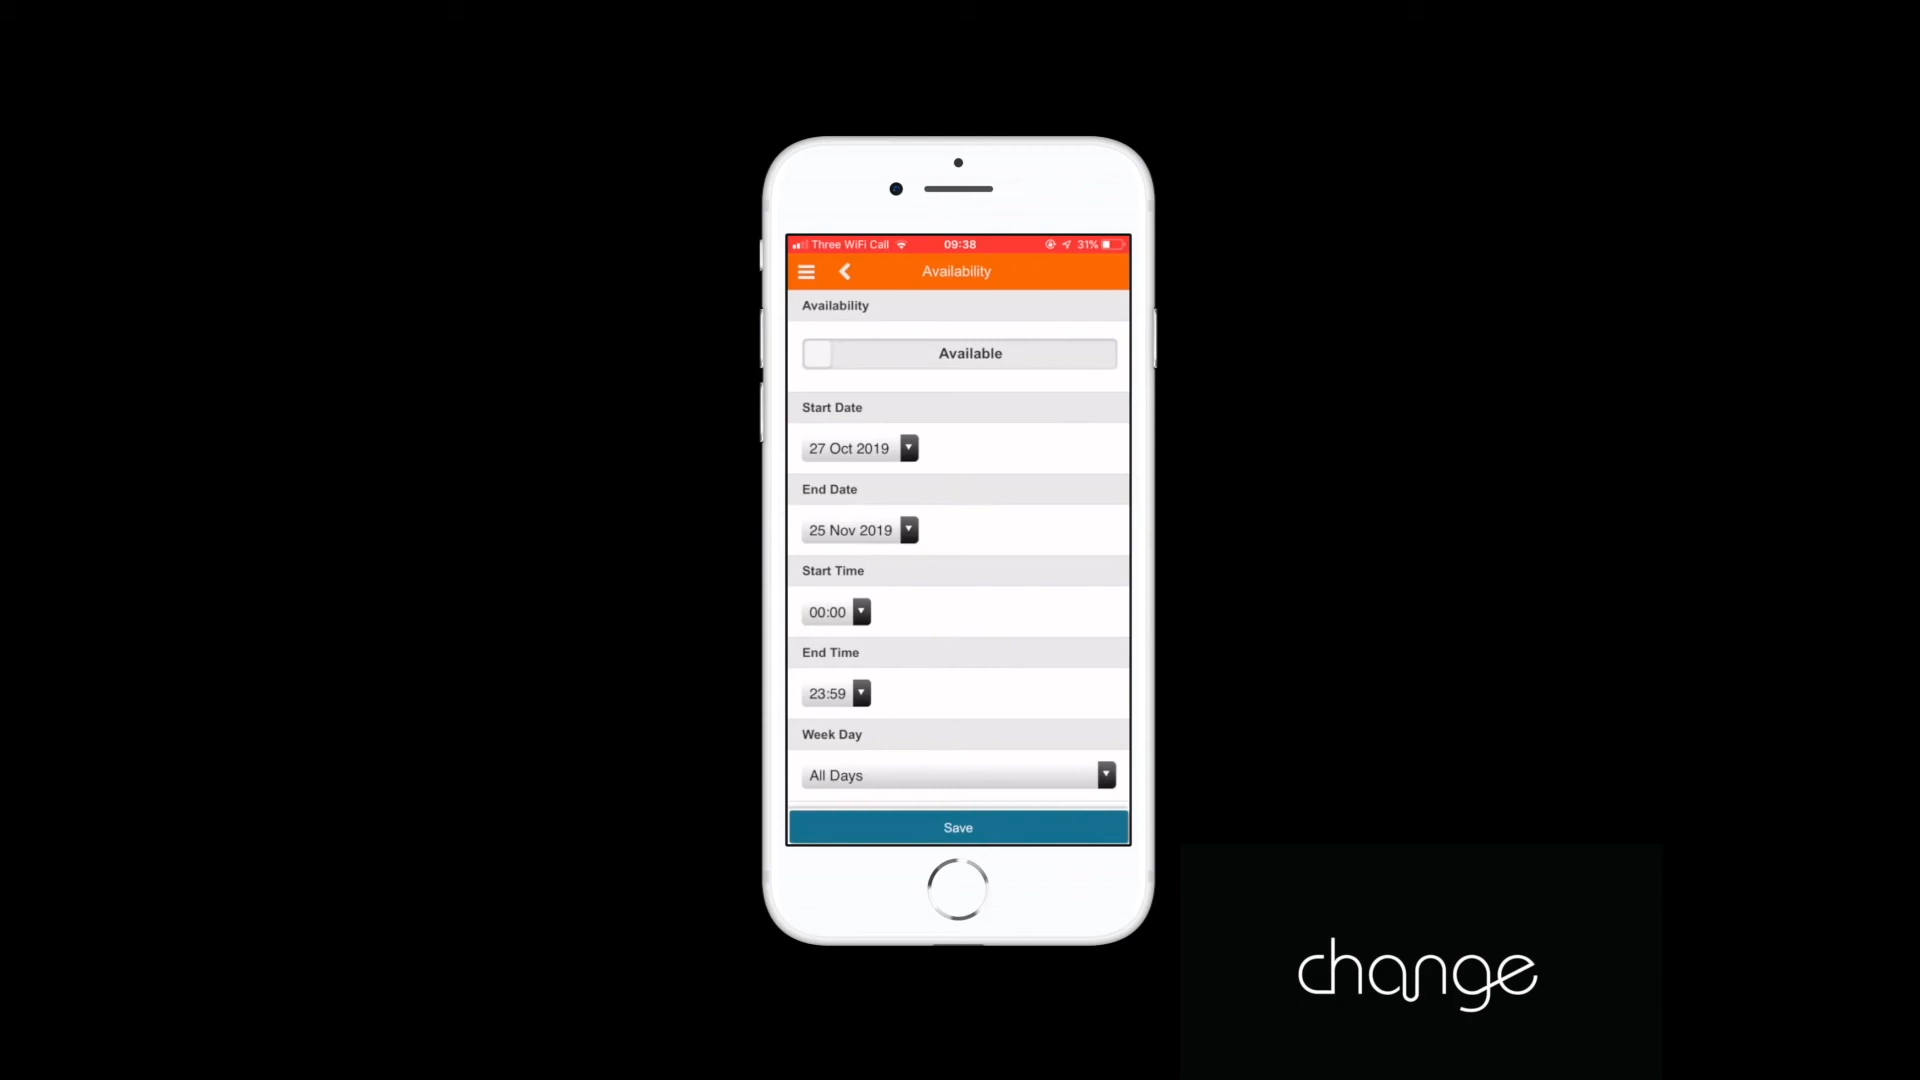 Three WiFi Call 09:38 31%
Availability
Availability
Available
Start Date
27 Oct 2019
End Date
25 Nov 2019
Start Time
00:00
End Time
23:59
Week Day
All Days
Save
change